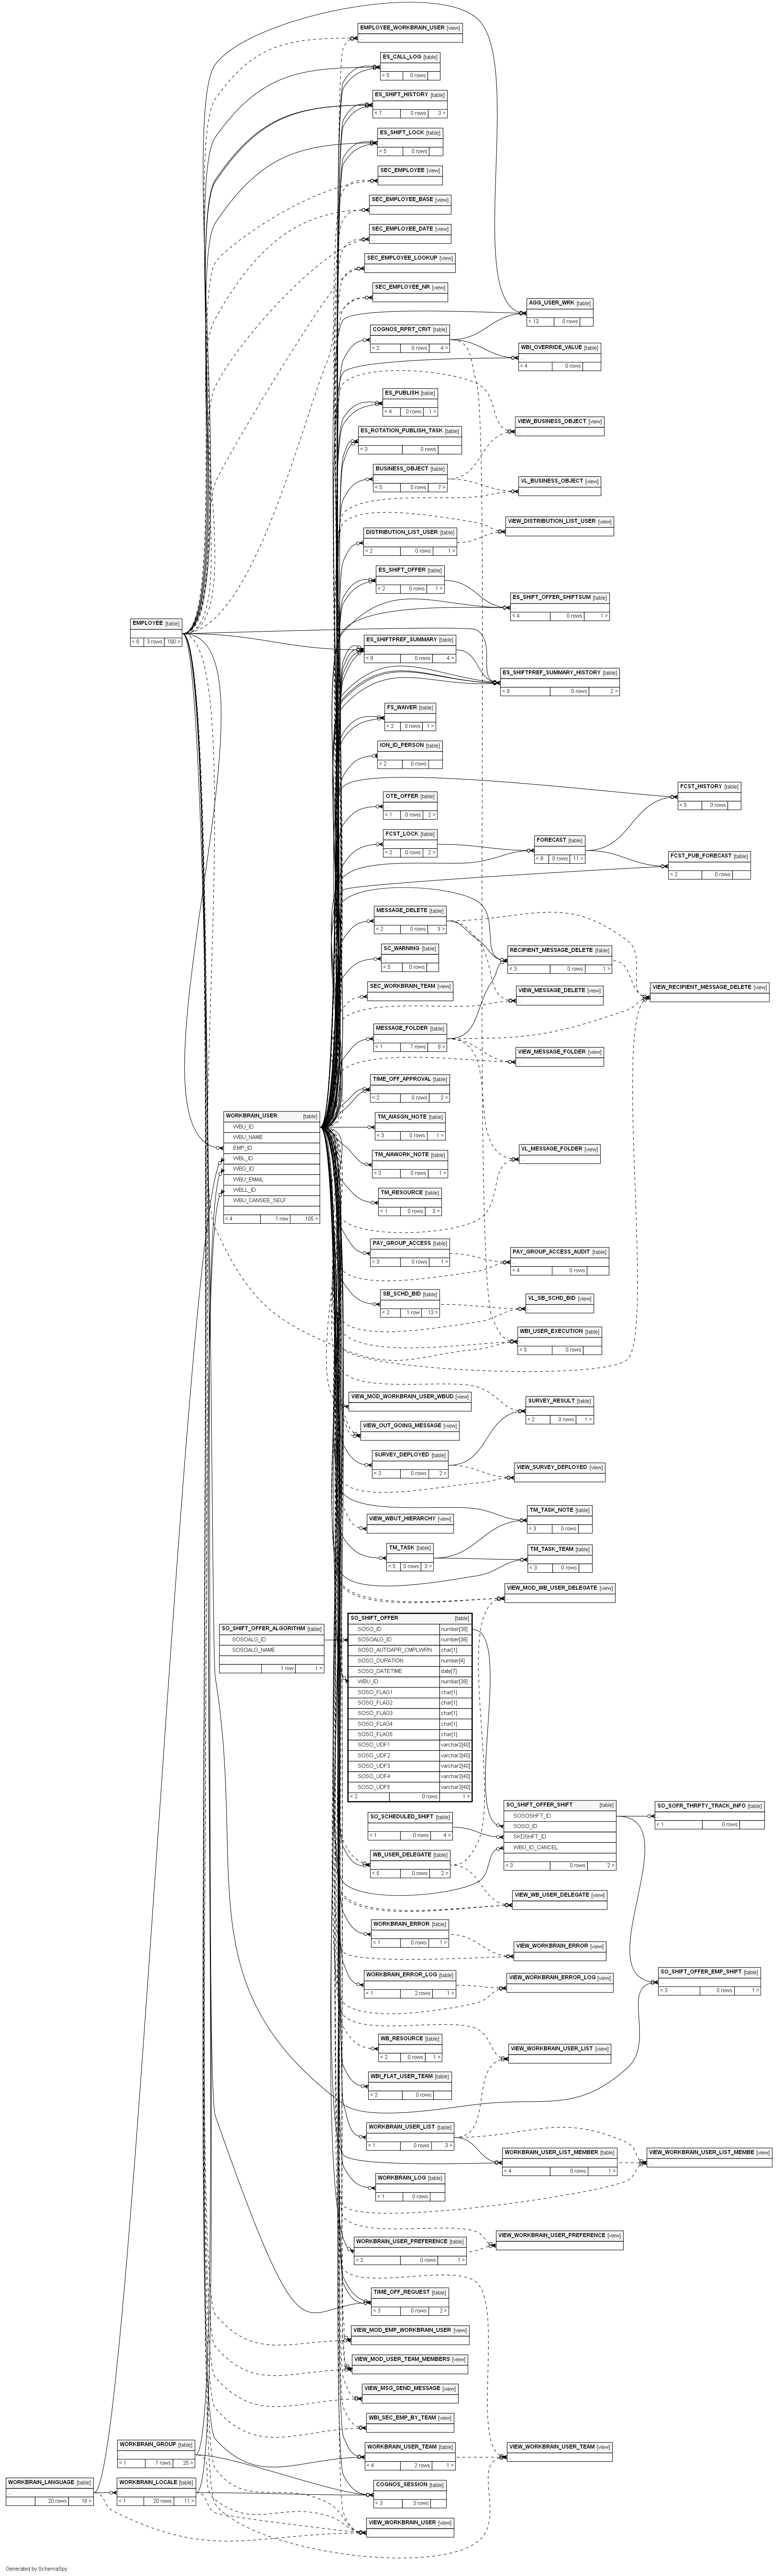 EMPLOYEE_WORKBRAIN_USER [view]
...
ES_CALL_LOG [table]
...
< 5 0 rows
ES_SHIFT_HISTORY [table]
...
< 7 0 rows 3 >
ES_SHIFT_LOCK [table]
...
< 5 0 rows
SEC_EMPLOYEE [view]
...
SEC_EMPLOYEE_BASE [view]
...
SEC_EMPLOYEE_DATE [view]
...
SEC_EMPLOYEE_LOOKUP [view]
...
SEC_EMPLOYEE_NR [view]
...
AGG_USER_WRK [table]
...
< 13 0 rows
COGNOS_RPRT_CRIT [table]
...
< 2 0 rows 4 >
WBI_OVERRIDE_VALUE [table]
...
< 4 0 rows
ES_PUBLISH [table]
...
< 4 0 rows 1 >
VIEW_BUSINESS_OBJECT [view]
...
ES_ROTATION_PUBLISH_TASK [table]
...
< 3 0 rows
BUSINESS_OBJECT [table]
...
< 5 0 rows 7 >
VL_BUSINESS_OBJECT [view]
...
VIEW_DISTRIBUTION_LIST_USER [view]
...
DISTRIBUTION_LIST_USER [table]
...
< 2 0 rows 1 >
ES_SHIFT_OFFER [table]
...
< 2 0 rows 1 >
ES_SHIFT_OFFER_SHIFTSUM [table]
...
< 4 0 rows 1 >
EMPLOYEE [table]
...
< 8 3 rows 180 >
ES_SHIFTPREF_SUMMARY [table]
...
< 8 0 rows 4 >
ES_SHIFTPREF_SUMMARY_HISTORY [table]
...
< 9 0 rows 2 >
FS_WAIVER [table]
...
< 2 0 rows 1 >
ION_ID_PERSON [table]
...
< 2 0 rows
FCST_HISTORY [table]
...
< 5 0 rows
OTE_OFFER [table]
...
< 1 0 rows 2 >
FCST_LOCK [table]
...
< 2 0 rows 2 >
FORECAST [table]
...
< 8 0 rows 11 >
FCST_PUB_FORECAST [table]
...
< 2 0 rows
MESSAGE_DELETE [table]
...
< 2 0 rows 3 >
SC_WARNING [table]
...
< 5 0 rows
RECIPIENT_MESSAGE_DELETE [table]
...
< 3 0 rows 1 >
SEC_WORKBRAIN_TEAM [view]
...
VIEW_MESSAGE_DELETE [view]
...
VIEW_RECIPIENT_MESSAGE_DELETE [view]
...
MESSAGE_FOLDER [table]
...
< 1 7 rows 8 >
VIEW_MESSAGE_FOLDER [view]
...
TIME_OFF_APPROVAL [table]
...
< 2 0 rows 2 >
WORKBRAIN_USER [table]
WBU_ID
WBU_NAME
EMP_ID
WBL_ID
WBG_ID
WBU_EMAIL
WBLL_ID
WBU_CANSEE_SELF
...
< 4 1 row 105 >
TM_AIASGN_NOTE [table]
...
< 3 0 rows 1 >
VL_MESSAGE_FOLDER [view]
...
TM_AIAWORK_NOTE [table]
...
< 3 0 rows 1 >
TM_RESOURCE [table]
...
< 1 0 rows 3 >
PAY_GROUP_ACCESS [table]
...
< 3 0 rows 1 >
PAY_GROUP_ACCESS_AUDIT [table]
...
< 4 0 rows
SB_SCHD_BID [table]
...
< 2 1 row 13 >
VL_SB_SCHD_BID [view]
...
WBI_USER_EXECUTION [table]
...
< 5 0 rows
VIEW_MOD_WORKBRAIN_USER_WBUD [view]
...
SURVEY_RESULT [table]
...
< 2 0 rows 1 >
VIEW_OUT_GOING_MESSAGE [view]
...
SURVEY_DEPLOYED [table]
...
< 3 0 rows 2 >
VIEW_SURVEY_DEPLOYED [view]
...
TM_TASK_NOTE [table]
...
< 3 0 rows
VIEW_WBUT_HIERARCHY [view]
...
TM_TASK [table]
...
< 5 0 rows 3 >
TM_TASK_TEAM [table]
...
< 3 0 rows
VIEW_MOD_WB_USER_DELEGATE [view]
...
SO_SHIFT_OFFER_ALGORITHM [table]
SOSOALG_ID
SOSOALG_NAME
...
1 row 1 >
SO_SHIFT_OFFER [table]
SOSO_ID number[38]
SOSOALG_ID number[38]
SOSO_AUTOAPR_CMPLWRN char[1]
SOSO_DURATION number[4]
SOSO_DATETIME date[7]
WBU_ID number[38]
SOSO_FLAG1 char[1]
SOSO_FLAG2 char[1]
SOSO_FLAG3 char[1]
SOSO_FLAG4 char[1]
SOSO_FLAG5 char[1]
SOSO_UDF1 varchar2[40]
SOSO_UDF2 varchar2[40]
SOSO_UDF3 varchar2[40]
SOSO_UDF4 varchar2[40]
SOSO_UDF5 varchar2[40]
< 2 0 rows 1 >
SO_SHIFT_OFFER_SHIFT [table]
SOSOSHFT_ID
SOSO_ID
SKDSHFT_ID
WBU_ID_CANCEL
...
< 3 0 rows 2 >
SO_SOFR_THRPTY_TRACK_INFO [table]
...
< 1 0 rows
SO_SCHEDULED_SHIFT [table]
...
< 1 0 rows 4 >
WB_USER_DELEGATE [table]
...
< 5 0 rows 2 >
VIEW_WB_USER_DELEGATE [view]
...
WORKBRAIN_ERROR [table]
...
< 1 0 rows 1 >
VIEW_WORKBRAIN_ERROR [view]
...
WORKBRAIN_ERROR_LOG [table]
...
< 1 2 rows 1 >
VIEW_WORKBRAIN_ERROR_LOG [view]
...
SO_SHIFT_OFFER_EMP_SHIFT [table]
...
< 3 0 rows 1 >
WB_RESOURCE [table]
...
< 2 0 rows 1 >
VIEW_WORKBRAIN_USER_LIST [view]
...
WBI_FLAT_USER_TEAM [table]
...
< 2 0 rows
WORKBRAIN_USER_LIST [table]
...
< 1 0 rows 3 >
WORKBRAIN_USER_LIST_MEMBER [table]
...
< 4 0 rows 1 >
VIEW_WORKBRAIN_USER_LIST_MEMBE [view]
...
WORKBRAIN_LOG [table]
...
< 1 0 rows
VIEW_WORKBRAIN_USER_PREFERENCE [view]
...
WORKBRAIN_USER_PREFERENCE [table]
...
< 2 0 rows 1 >
TIME_OFF_REQUEST [table]
...
< 3 0 rows 2 >
VIEW_MOD_EMP_WORKBRAIN_USER [view]
...
VIEW_MOD_USER_TEAM_MEMBERS [view]
...
VIEW_MSG_SEND_MESSAGE [view]
...
WBI_SEC_EMP_BY_TEAM [view]
...
WORKBRAIN_GROUP [table]
...
< 1 7 rows 25 >
WORKBRAIN_USER_TEAM [table]
...
< 4 2 rows 1 >
VIEW_WORKBRAIN_USER_TEAM [view]
...
WORKBRAIN_LANGUAGE [table]
...
20 rows 18 >
WORKBRAIN_LOCALE [table]
...
< 1 20 rows 11 >
COGNOS_SESSION [table]
...
< 3 3 rows
VIEW_WORKBRAIN_USER [view]
...
Generated by SchemaSpy